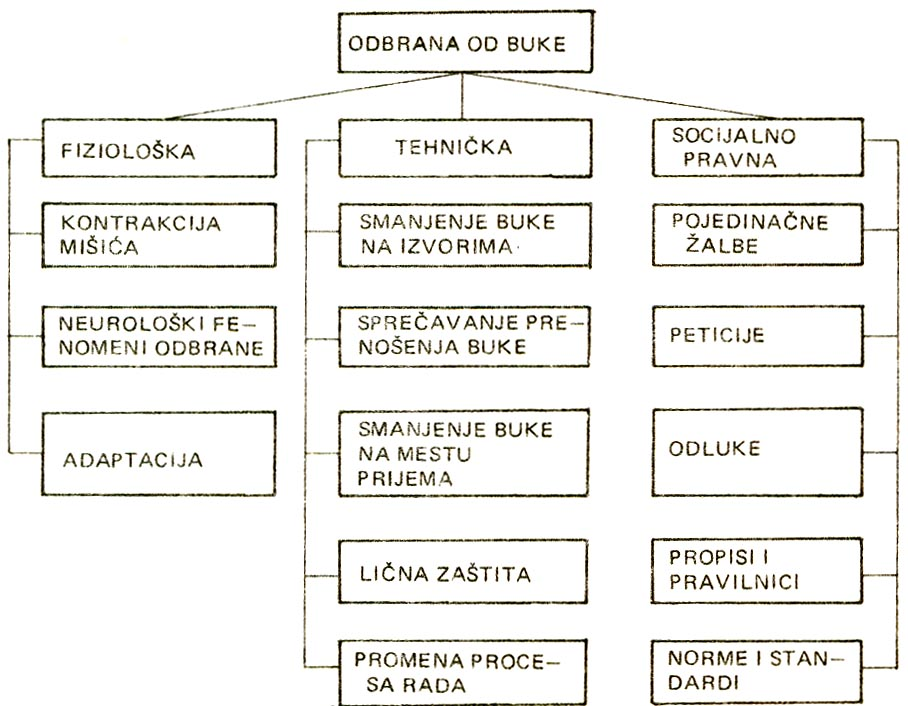 ODBRANA OD BUKE
FIZIOLOŠKA
KONTRAKCIJA
MIŠIĆA
NEUROLOŠKI FE–
NOMENI ODBRANE
ADAPTACIJA
TEHNIČKA
SMANJENJE BUKE
NA IZVORIMA
SPREČAVANJE PRE–
NOŠENJA BUKE
SMANJENJE BUKE
NA MESTU
PRIJEMA
LIČNA ZAŠTITA
PROMENA PROCE–
SA RADA
SOCIJALNO
PRAVNA
POJEDINAČNE
ŽALBE
PETICIJE
ODLUKE
PROPISI I
PRAVILNICI
NORME I STAN–
DARDI